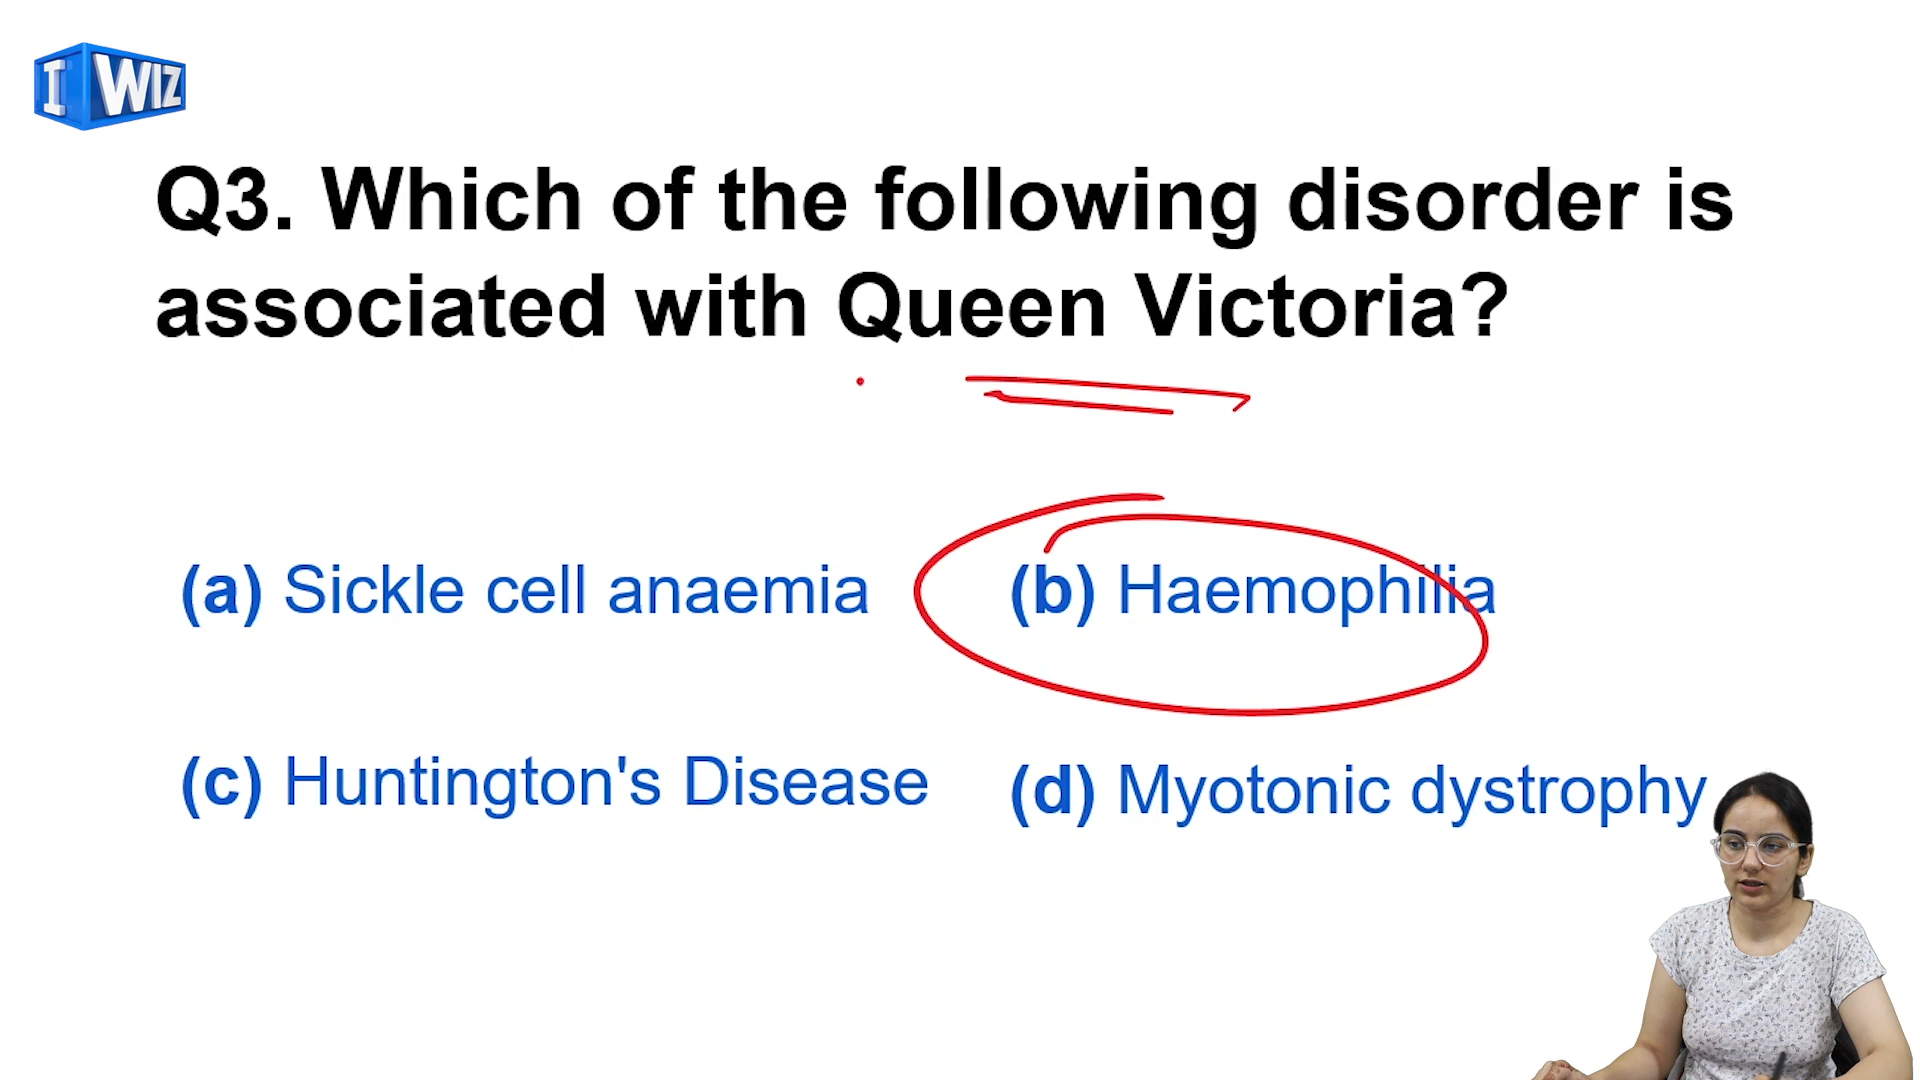 I WIZ
Q3. Which of the following disorder is
associated with Queen Victoria?
(a) Sickle cell anaemia
(b) Haemophilia
(c) Huntington's Disease
(d) Myotonic dystrophy